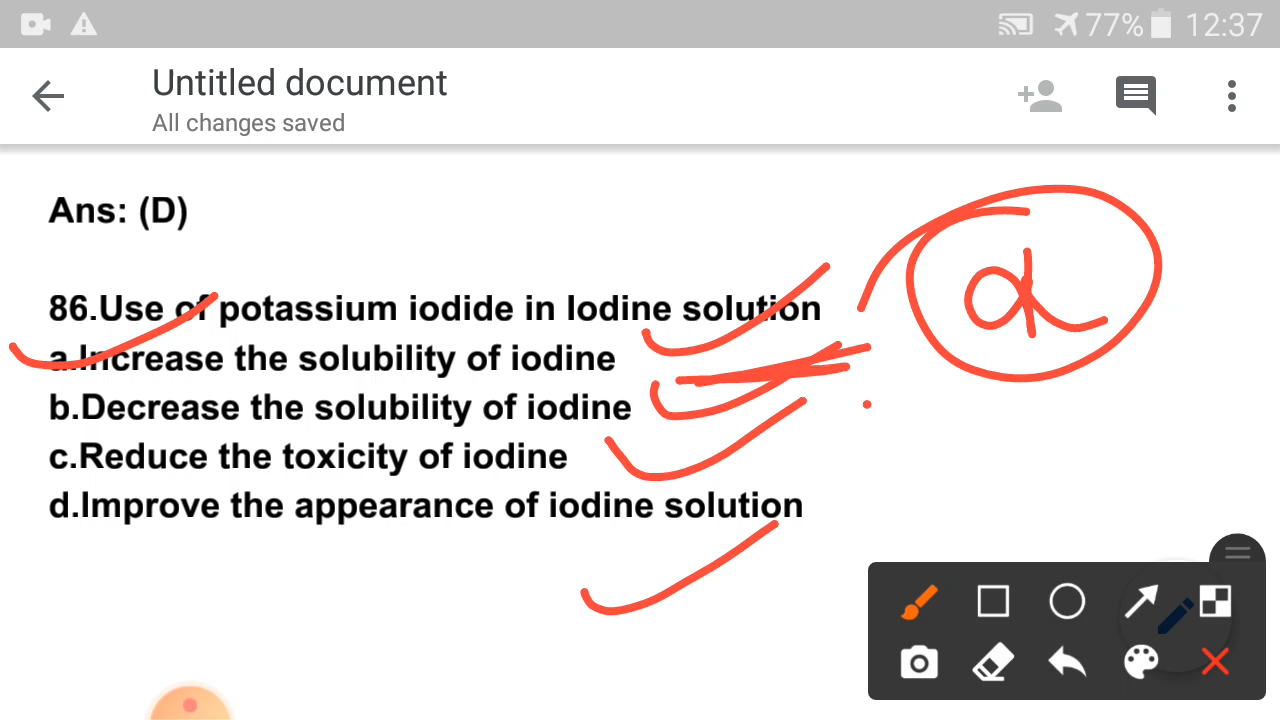 77% 12:37
Untitled document
All changes saved
Ans: (D)
86.Use of potassium iodide in Iodine solution
a.Increase the solubility of iodine
b.Decrease the solubility of iodine
c.Reduce the toxicity of iodine
d.Improve the appearance of iodine solution
a